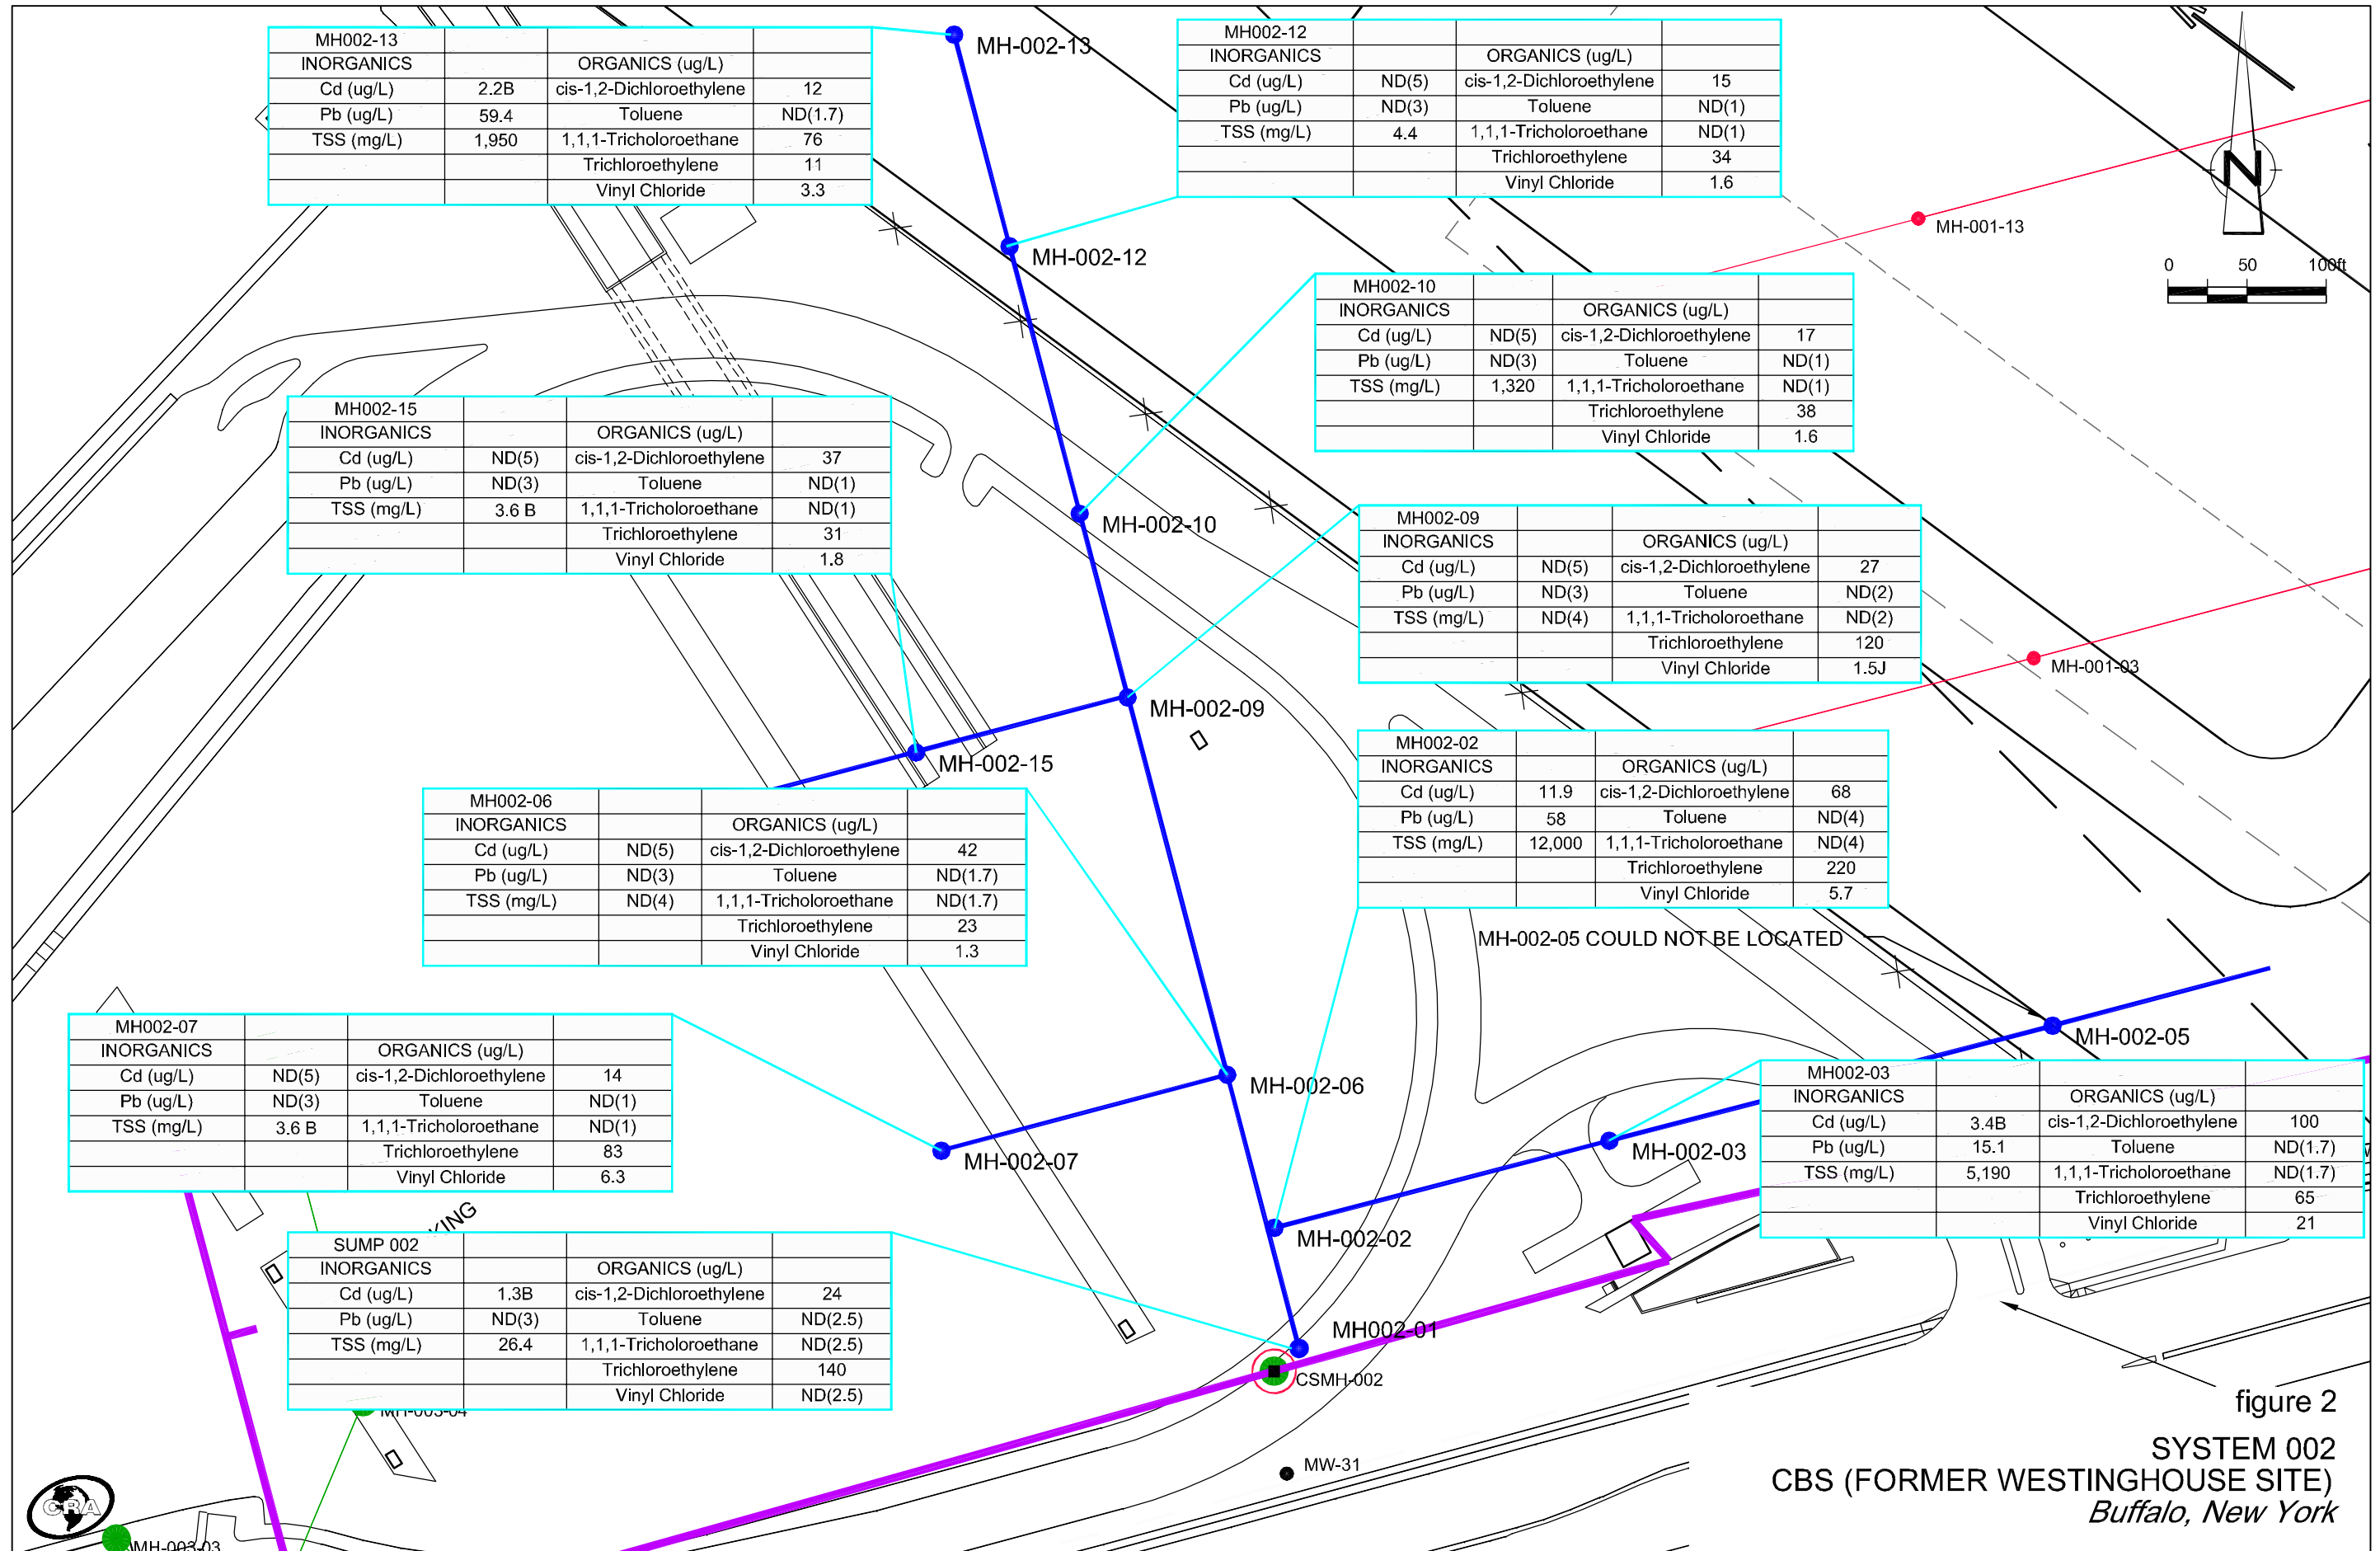 MH002-13
INORGANICS ORGANICS (ug/L)
Cd (ug/L) 2.2B cis-1,2-Dichloroethylene 12
Pb (ug/L) 59.4 Toluene ND(1.7)
TSS (mg/L) 1,950 1,1,1-Tricholoroethane 76
Trichloroethylene 11
Vinyl Chloride 3.3
MH-002-13
MH002-12
INORGANICS ORGANICS (ug/L)
Cd (ug/L) ND(5) cis-1,2-Dichloroethylene 15
Pb (ug/L) ND(3) Toluene ND(1)
TSS (mg/L) 4.4 1,1,1-Tricholoroethane ND(1)
Trichloroethylene 34
Vinyl Chloride 1.6
N
MH-001-13
0 50 100ft
MH-002-12
MH002-10
INORGANICS ORGANICS (ug/L)
Cd (ug/L) ND(5) cis-1,2-Dichloroethylene 17
Pb (ug/L) ND(3) Toluene ND(1)
TSS (mg/L) 1,320 1,1,1-Tricholoroethane ND(1)
Trichloroethylene 38
Vinyl Chloride 1.6
MH002-15
INORGANICS ORGANICS (ug/L)
Cd (ug/L) ND(5) cis-1,2-Dichloroethylene 37
Pb (ug/L) ND(3) Toluene ND(1)
TSS (mg/L) 3.6 B 1,1,1-Tricholoroethane ND(1)
Trichloroethylene 31
Vinyl Chloride 1.8
MH-002-10
MH002-09
INORGANICS ORGANICS (ug/L)
Cd (ug/L) ND(5) cis-1,2-Dichloroethylene 27
Pb (ug/L) ND(3) Toluene ND(2)
TSS (mg/L) ND(4) 1,1,1-Tricholoroethane ND(2)
Trichloroethylene 120
Vinyl Chloride 1.5J
MH-001-03
MH-002-09
MH-002-15
MH002-02
INORGANICS ORGANICS (ug/L)
Cd (ug/L) 11.9 cis-1,2-Dichloroethylene 68
Pb (ug/L) 58 Toluene ND(4)
TSS (mg/L) 12,000 1,1,1-Tricholoroethane ND(4)
Trichloroethylene 220
Vinyl Chloride 5.7
MH002-06
INORGANICS ORGANICS (ug/L)
Cd (ug/L) ND(5) cis-1,2-Dichloroethylene 42
Pb (ug/L) ND(3) Toluene ND(1.7)
TSS (mg/L) ND(4) 1,1,1-Tricholoroethane ND(1.7)
Trichloroethylene 23
Vinyl Chloride 1.3
MH-002-05 COULD NOT BE LOCATED
MH-002-05
MH002-07
INORGANICS ORGANICS (ug/L)
Cd (ug/L) ND(5) cis-1,2-Dichloroethylene 14
Pb (ug/L) ND(3) Toluene ND(1)
TSS (mg/L) 3.6 B 1,1,1-Tricholoroethane ND(1)
Trichloroethylene 83
Vinyl Chloride 6.3
MH-002-06
MH-002-07
MH-002-03
MH002-03
INORGANICS ORGANICS (ug/L)
Cd (ug/L) 3.4B cis-1,2-Dichloroethylene 100
Pb (ug/L) 15.1 Toluene ND(1.7)
TSS (mg/L) 5,190 1,1,1-Tricholoroethane ND(1.7)
Trichloroethylene 65
Vinyl Chloride 21
KING
MH-002-02
SUMP 002
INORGANICS ORGANICS (ug/L)
Cd (ug/L) 1.3B cis-1,2-Dichloroethylene 24
Pb (ug/L) ND(3) Toluene ND(2.5)
TSS (mg/L) 26.4 1,1,1-Tricholoroethane ND(2.5)
Trichloroethylene 140
Vinyl Chloride ND(2.5)
MH002-01
CSMH-002
MH-003-04
MW-31
CRA
MH-003-03
figure 2
SYSTEM 002
CBS (FORMER WESTINGHOUSE SITE)
Buffalo, New York